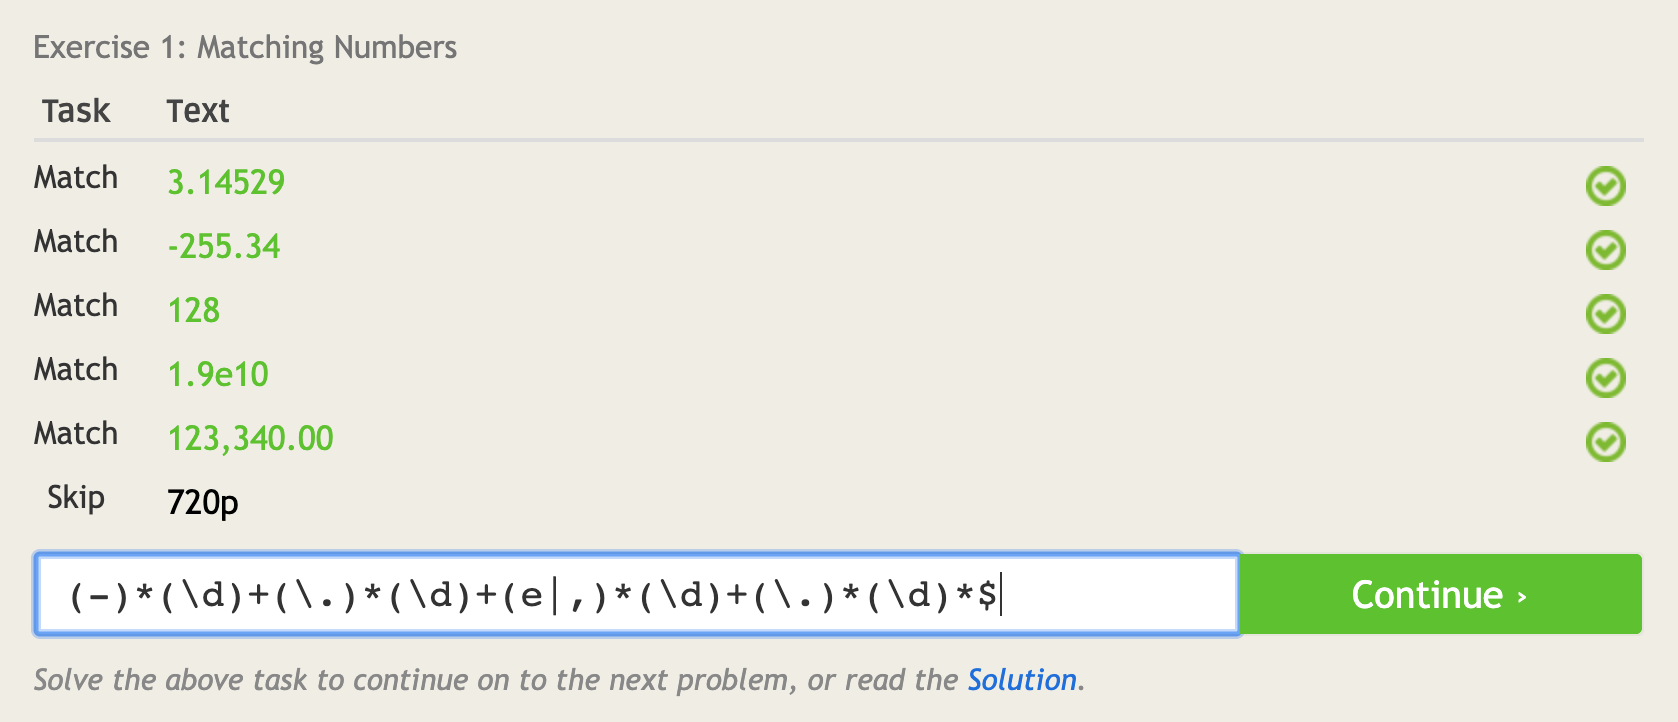 Exercise 1: Matching Numbers
Task Text
Match 3.14529
Match -255.34
Match 128
Match 1.9e10
Match 123,340.00
Skip 720p
(-)*(\d)+(\.)*(\d)+(e|,)*(\d)+(\.)*(\d)*$
Continue ›
Solve the above task to continue on to the next problem, or read the Solution.